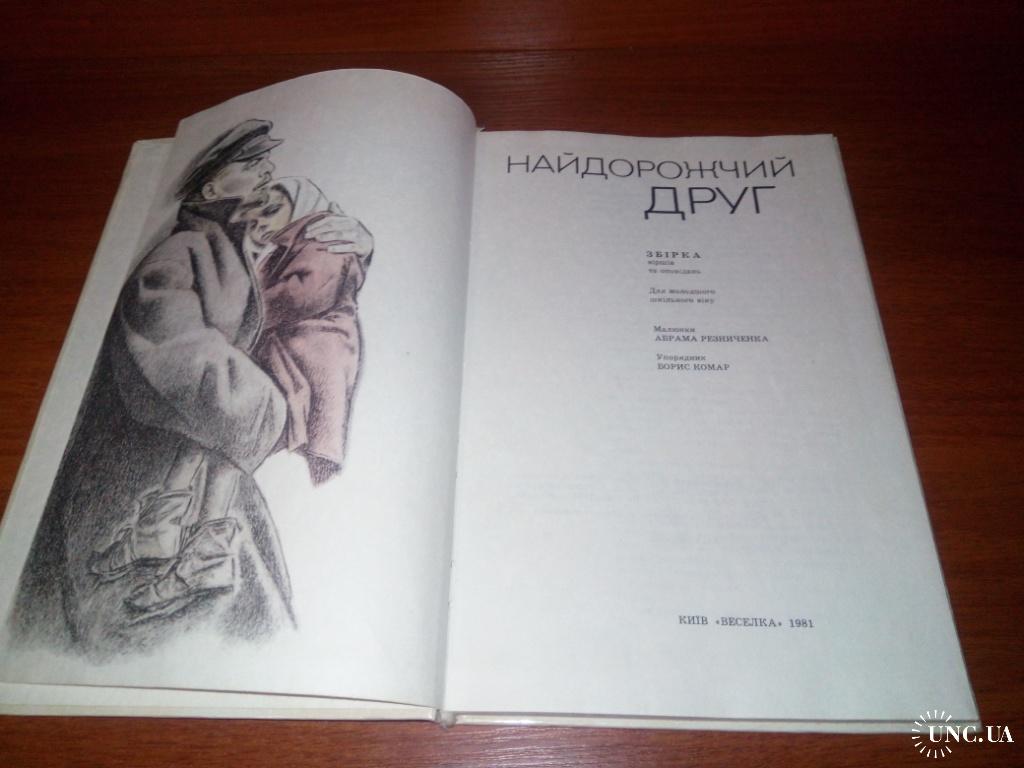 НАЙДОРОЖЧИЙ
ДРУГ
ЗБІРКА
віршів
та оповідань
Для молодшого
шкільного віку
Малюнки
АБРАМА РЕЗНИЧЕНКА
Упорядник
БОРИС КОМАР
КИЇВ «ВЕСЕЛКА» 1981
UNC.UA